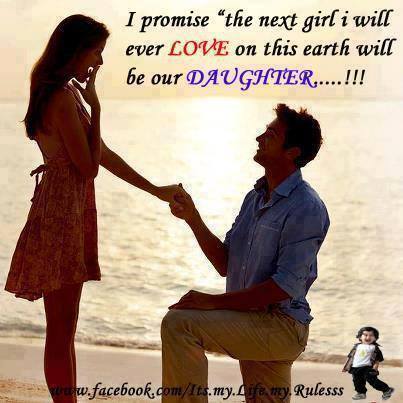 I promise “the next girl i will
ever LOVE on this earth will
be our DAUGHTER.....!!!
www.facebook.com/Its.my.Life.my.Rulesss